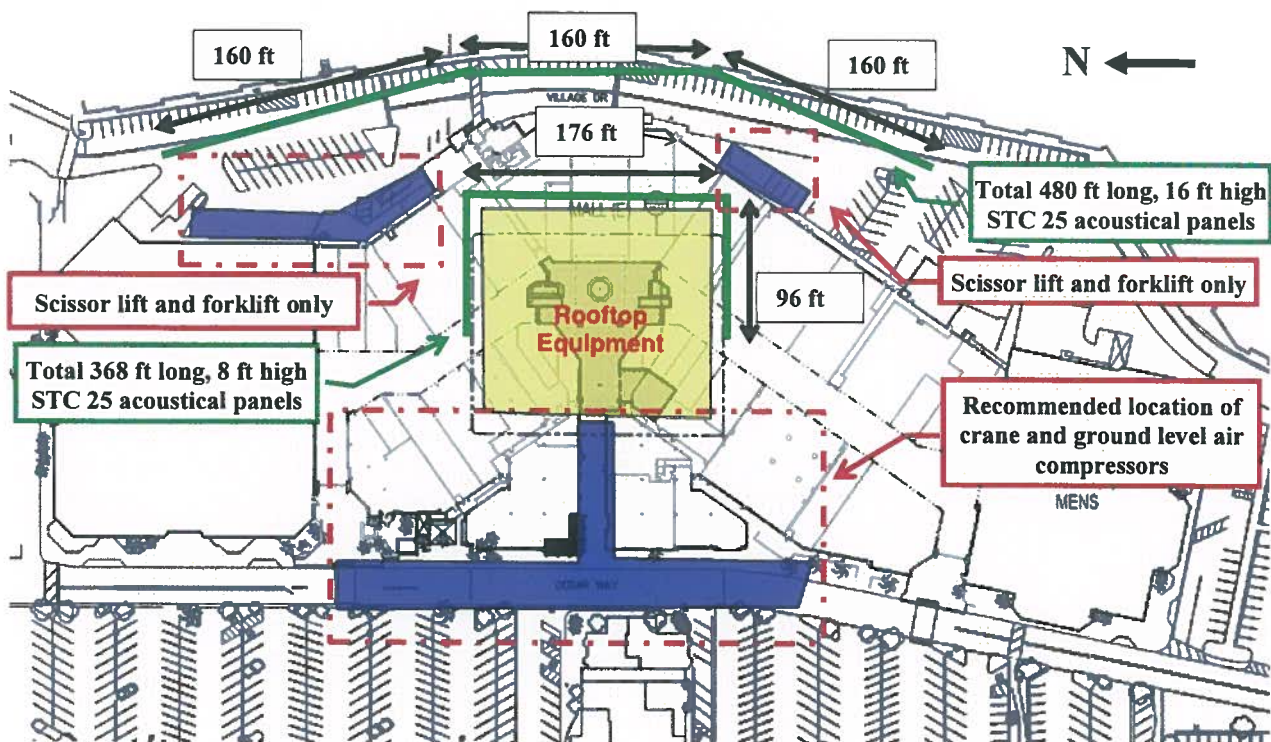 160 ft
160 ft
160 ft
N
VILLAGE DR
176 ft
Total 480 ft long, 16 ft high
STC 25 acoustical panels
MALL (E)
Scissor lift and forklift only
Scissor lift and forklift only
96 ft
Rooftop
Equipment
Total 368 ft long, 8 ft high
STC 25 acoustical panels
Recommended location of
crane and ground level air
compressors
MENS